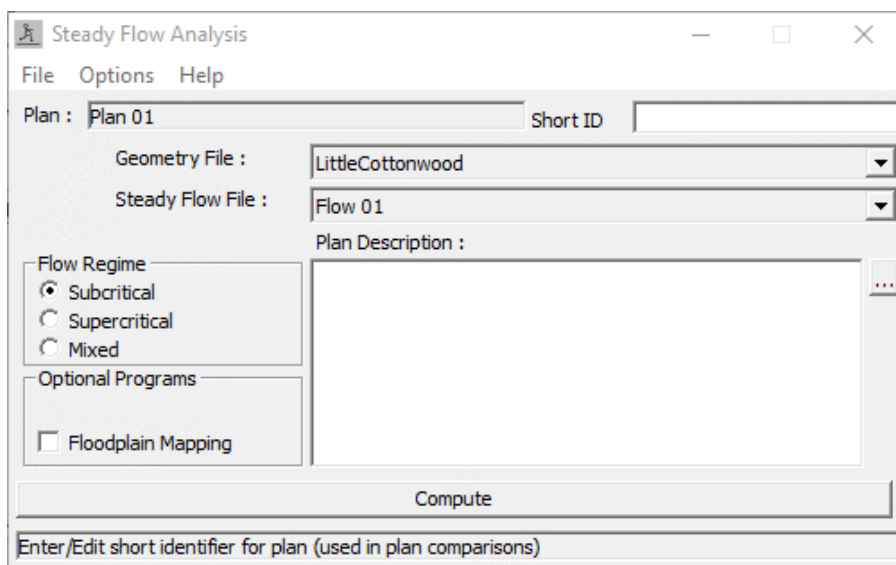 Steady Flow Analysis
File Options Help
Plan : Plan 01 Short ID
Geometry File : LittleCottonwood
Steady Flow File : Flow 01
Plan Description :
Flow Regime
Subcritical
Supercritical
Mixed
...
Optional Programs
Floodplain Mapping
Compute
Enter/Edit short identifier for plan (used in plan comparisons)